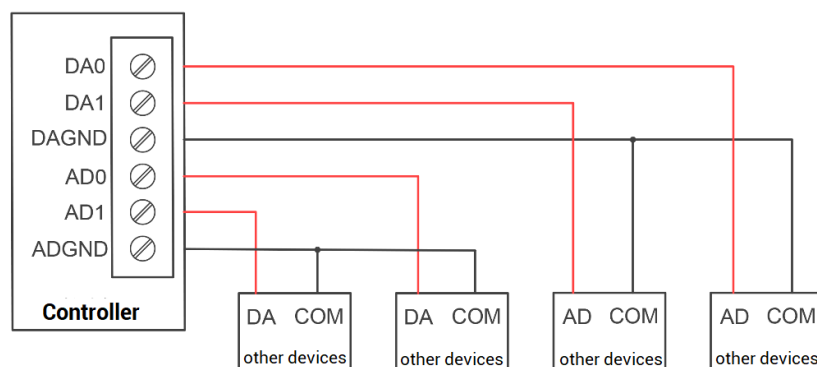 DA0
DA1
DAGND
AD0
AD1
ADGND
Controller
DA COM
other devices
DA COM
other devices
AD COM
other devices
AD COM
other devices